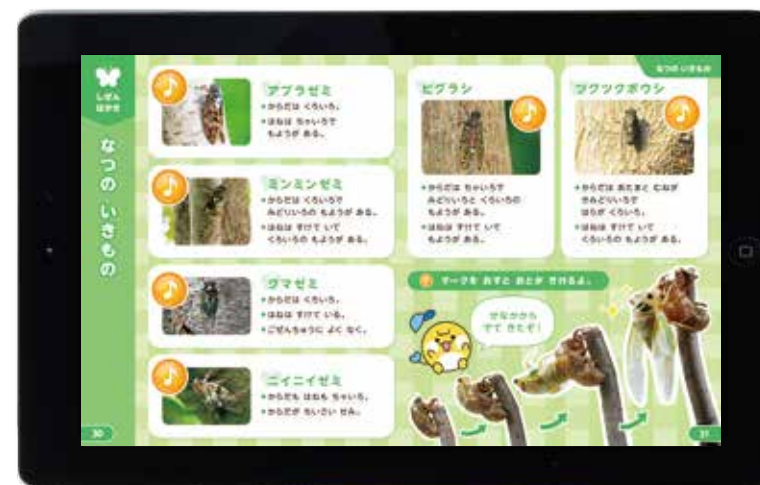 しぜん
はかせ
なつの いきもの
アブラゼミ
●からだは くろいろ。
●はねは ちゃいろで
もようが ある。
ミンミンゼミ
●からだは くろいろで
みどりいろの もようが ある。
●はねは すけて いて
くろいろの もようが ある。
クマゼミ
●からだは くろいろ。
●はねは すけて いる。
●ごぜんちゅうに よく なく。
ニイニイゼミ
●からだも はねも ちゃいろ。
●からだが ちいさい せみ。
30
なつの いきもの
ヒグラシ
●からだは ちゃいろで
みどりいろと くろいろの
もようが ある。
●はねは すけて いて
もようが ある。
ツクツクボウシ
●からだは あたまと むねが
きみどりいろで
はらが くろい。
●はねは すけて いて
くろいろの もようが ある。
マークを おすと おとが きけるよ。
せなかから
でて きたぞ!
31